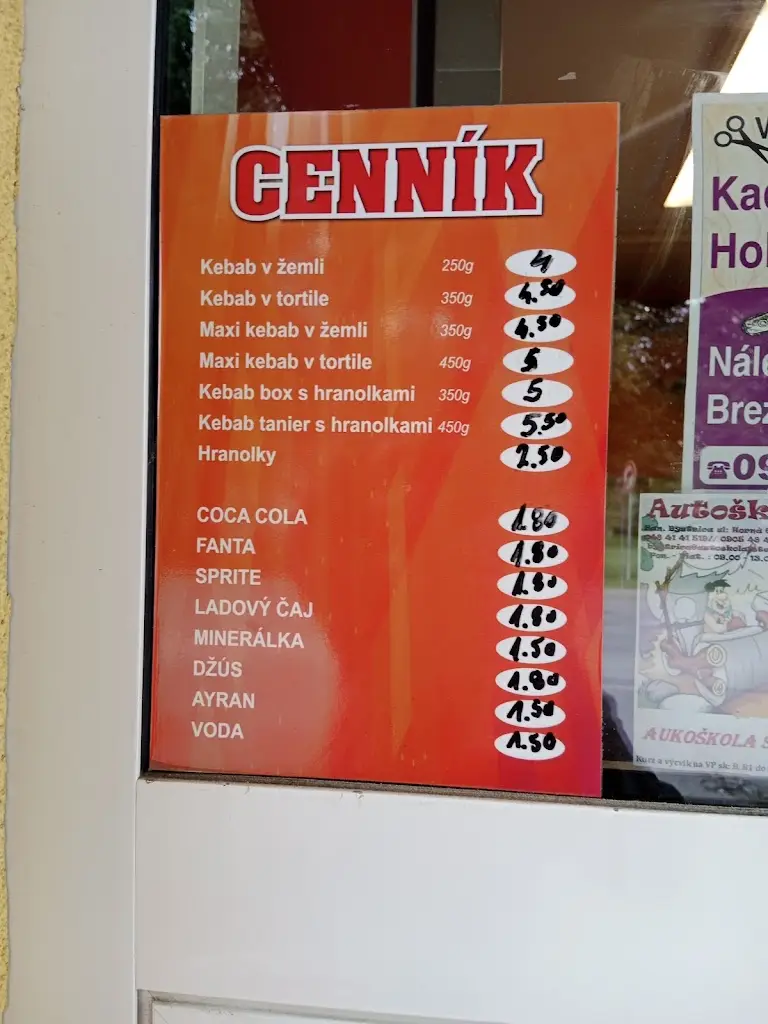 CENNÍK
Kebab v žemli 250g 4
Kebab v tortile 350g 4.50
Maxi kebab v žemli 350g 4.50
Maxi kebab v tortile 450g 5
Kebab box s hranolkami 350g 5
Kebab tanier s hranolkami 450g 5.50
Hranolky 2.50
COCA COLA 1.80
FANTA 1.80
SPRITE 1.80
LADOVÝ ČAJ 1.80
MINERÁLKA 1.50
DŽÚS 1.80
AYRAN 1.50
VODA 1.50
Nále
Brez
☎09
Autošk
AUKOŠKOLA S